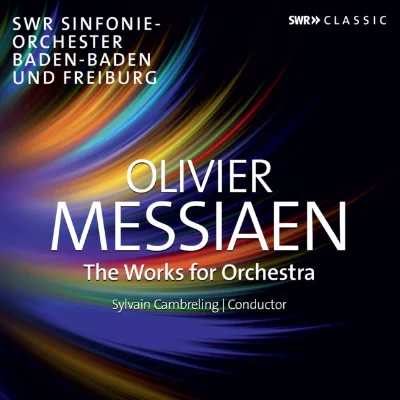 SWR SINFONIE-
ORCHESTER
BADEN-BADEN
UND FREIBURG
SWR>> CLASSIC
OLIVIER
MESSIAEN
The Works for Orchestra
Sylvain Cambreling | Conductor